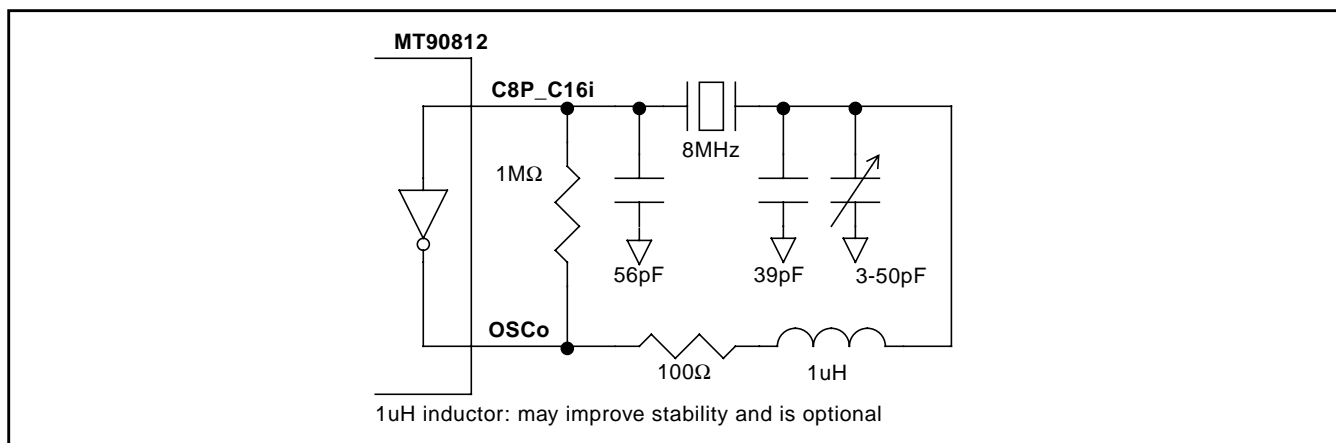 MT90812
C8P_C16i
8MHz
1MΩ
56pF
39pF
3-50pF
OSCo
100Ω
1uH
1uH inductor: may improve stability and is optional